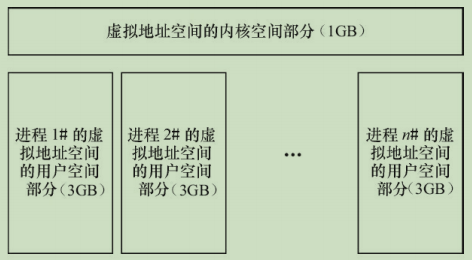 虚拟地址空间的内核空间部分（1GB）
进程 1# 的虚
拟地址空间
的用户空间
部分（3GB）
进程 2# 的虚
拟地址空间
的用户空间
部分（3GB）
…
进程 n# 的虚
拟地址空间
的用户空间
部分（3GB）